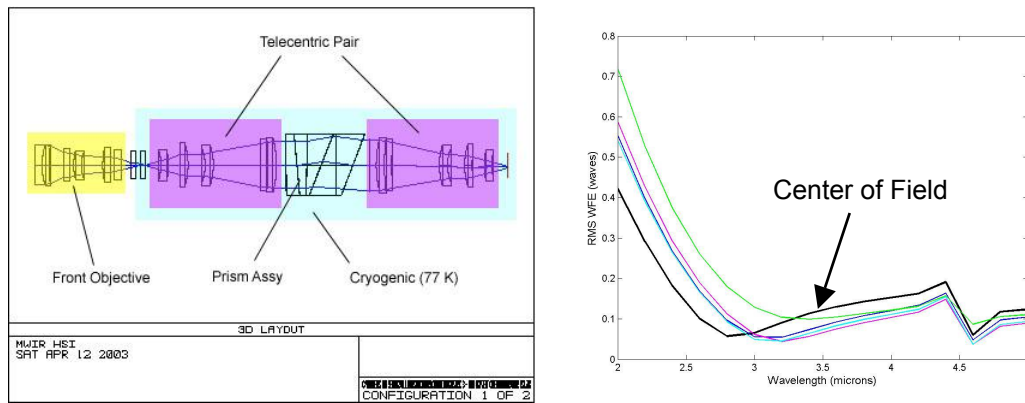 Telecentric Pair
Front Objective
Prism Assy
Cryogenic (77 K)
3D LAYOUT
MWIR HSI
SAT APR 12 2003
CONFIGURATION 1 OF 2
0.8
0.7
0.6
0.5
0.4
0.3
0.2
0.1
0
RMS WFE (waves)
Center of Field
2
2.5
3
3.5
4
4.5
5
Wavelength (microns)